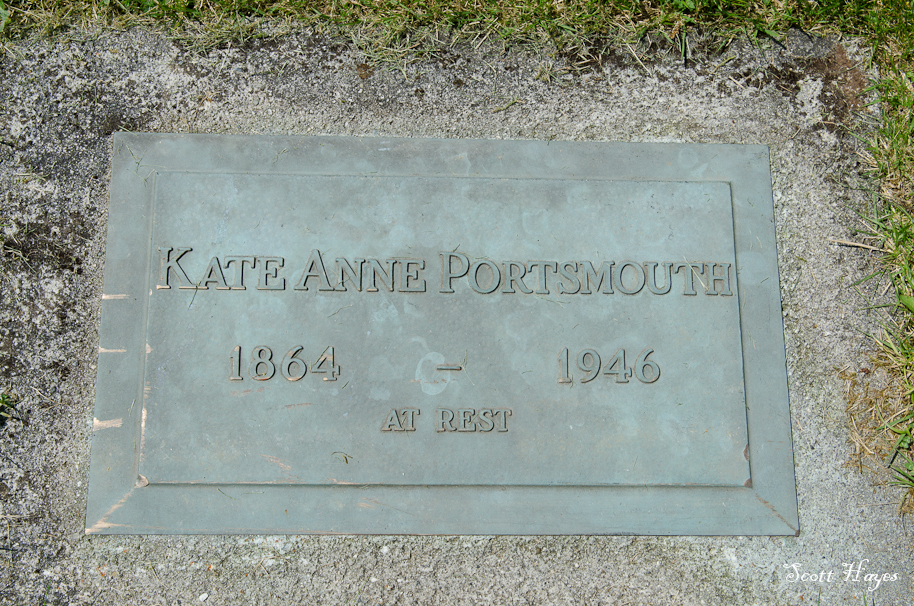 KATE ANNE PORTSMOUTH
1864 – 1946
AT REST
Scott Hayes